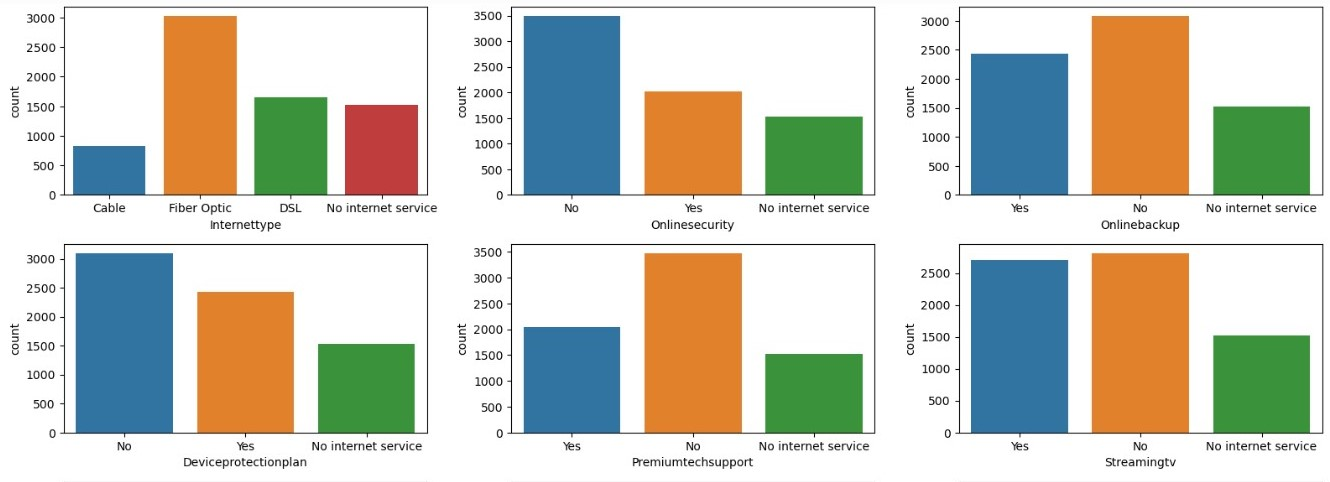 3000
2500
2000
1500
1000
500
0
count
Cable Fiber Optic DSL No internet service
Internettype
3500
3000
2500
2000
1500
1000
500
0
count
No Yes No internet service
Onlinesecurity
3000
2500
2000
1500
1000
500
0
count
Yes No No internet service
Onlinebackup
3000
2500
2000
1500
1000
500
0
count
No Yes No internet service
Deviceprotectionplan
3500
3000
2500
2000
1500
1000
500
0
count
Yes No No internet service
Premiumtechsupport
2500
2000
1500
1000
500
0
count
Yes No No internet service
Streamingtv